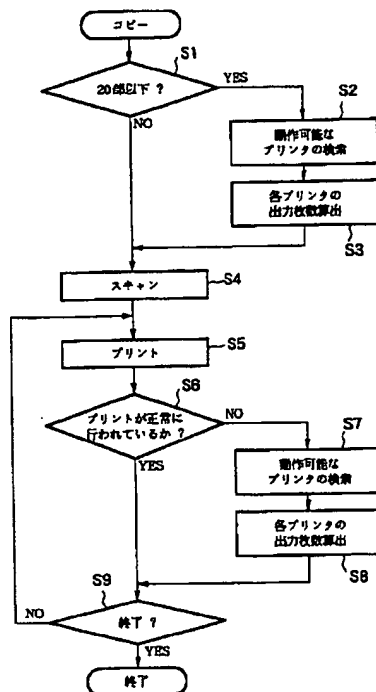 コピー
S1
20部以下 ?
YES
S2
NO
動作可能な
プリンタの検索
各プリンタの
出力枚数算出
S3
スキャン
S4
プリント
S5
S6
プリントが正常に
行われているか ?
NO
S7
YES
動作可能な
プリンタの検索
各プリンタの
出力枚数算出
S8
S9
NO
終了 ?
YES
終了